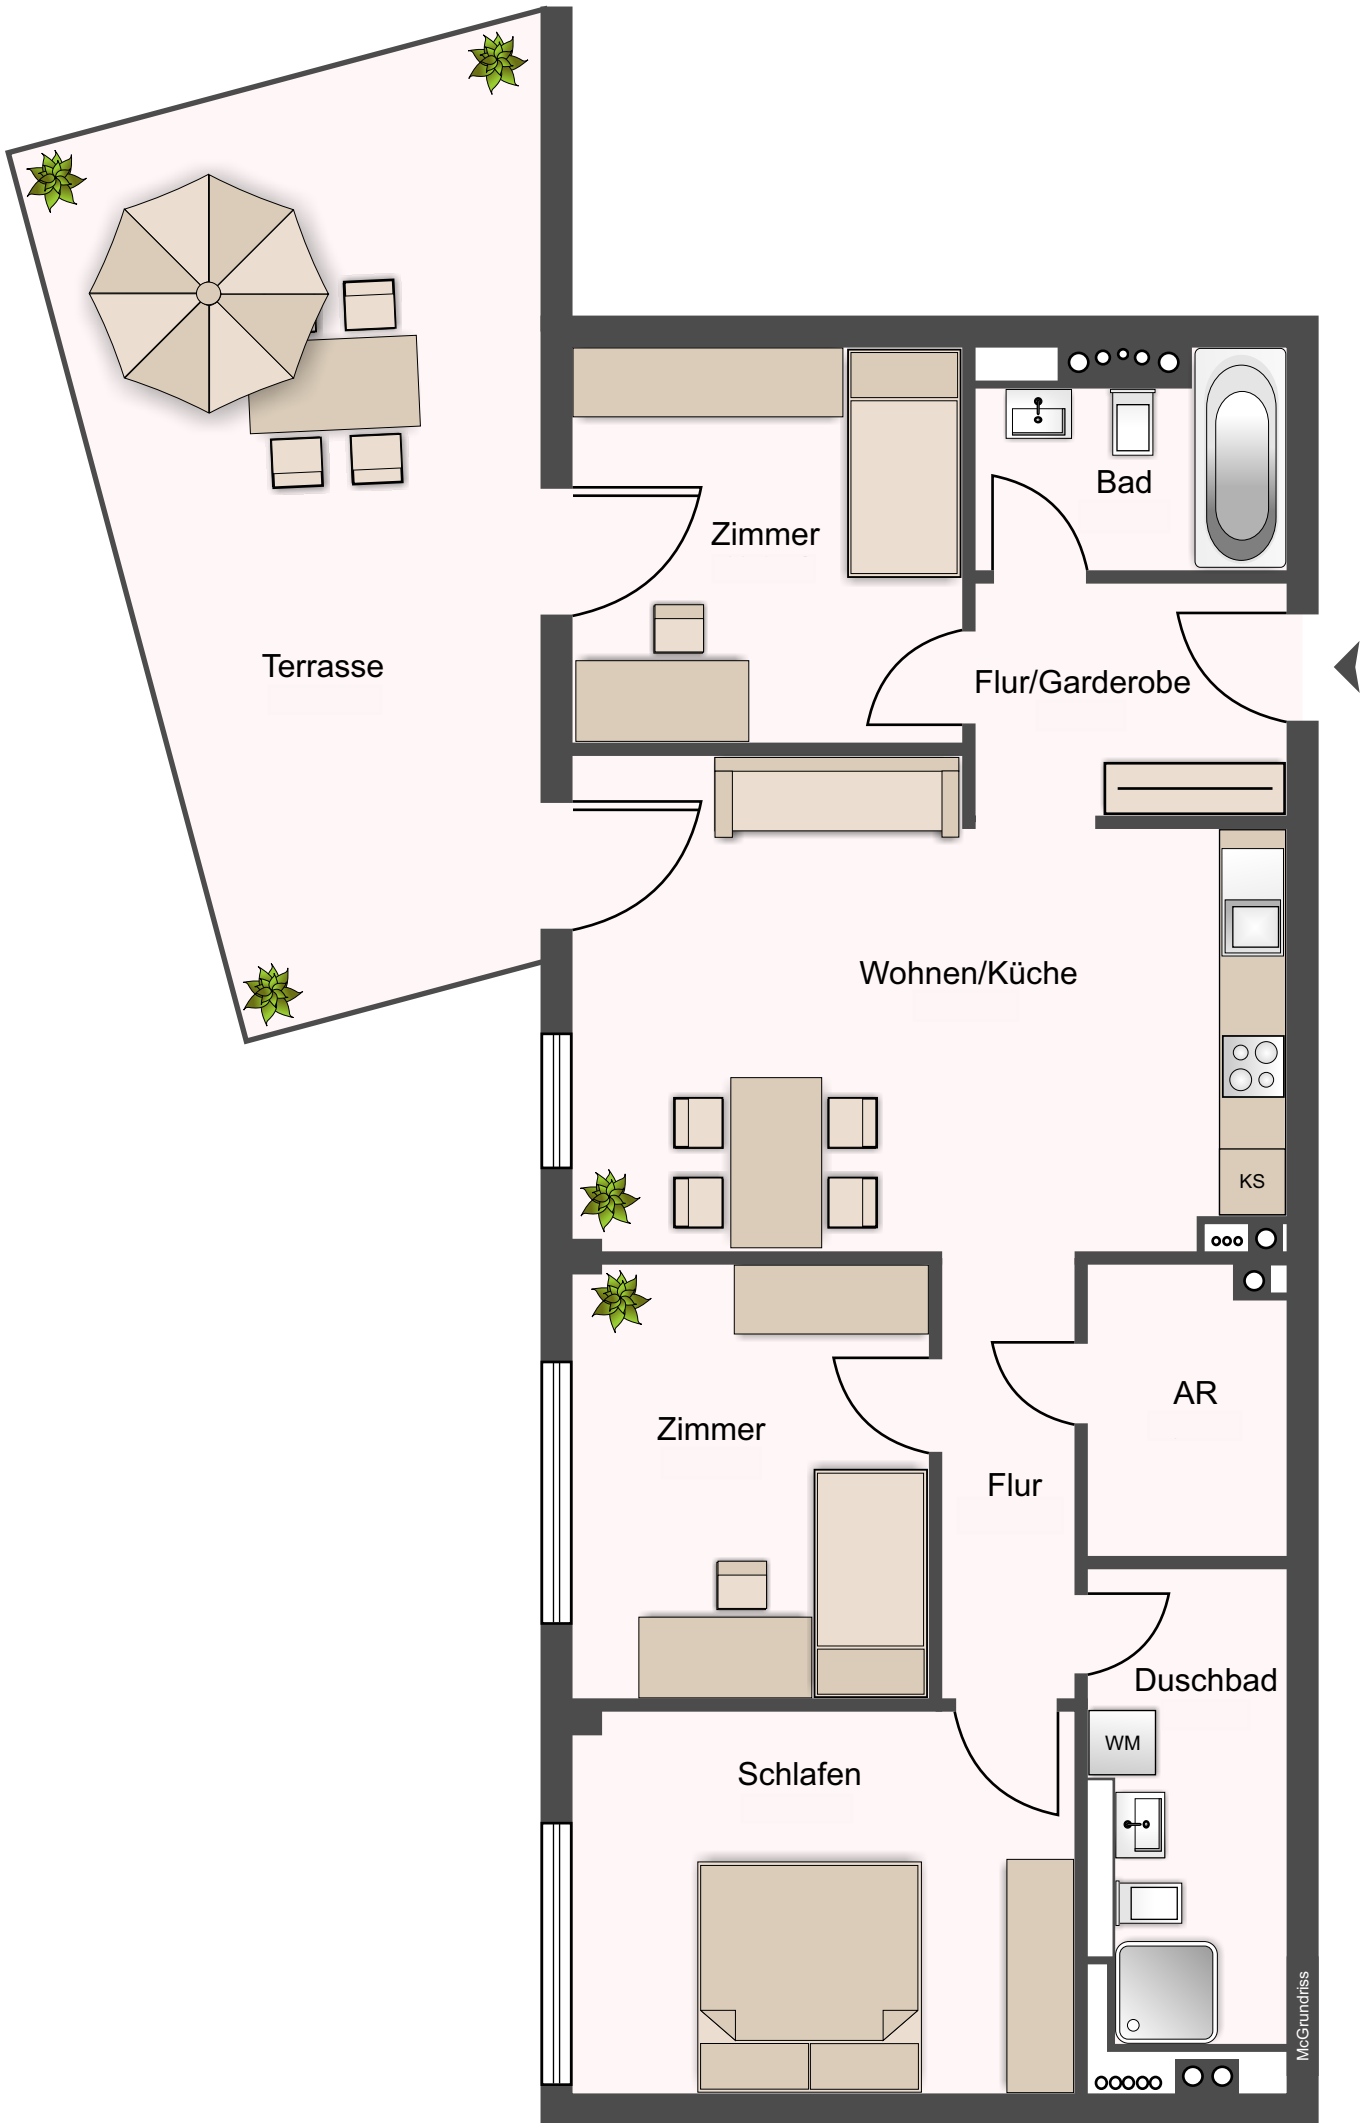 Bad
Zimmer
Terrasse
Flur/Garderobe
Wohnen/Küche
KS
AR
Zimmer
Flur
Duschbad
WM
Schlafen
McGrundriss